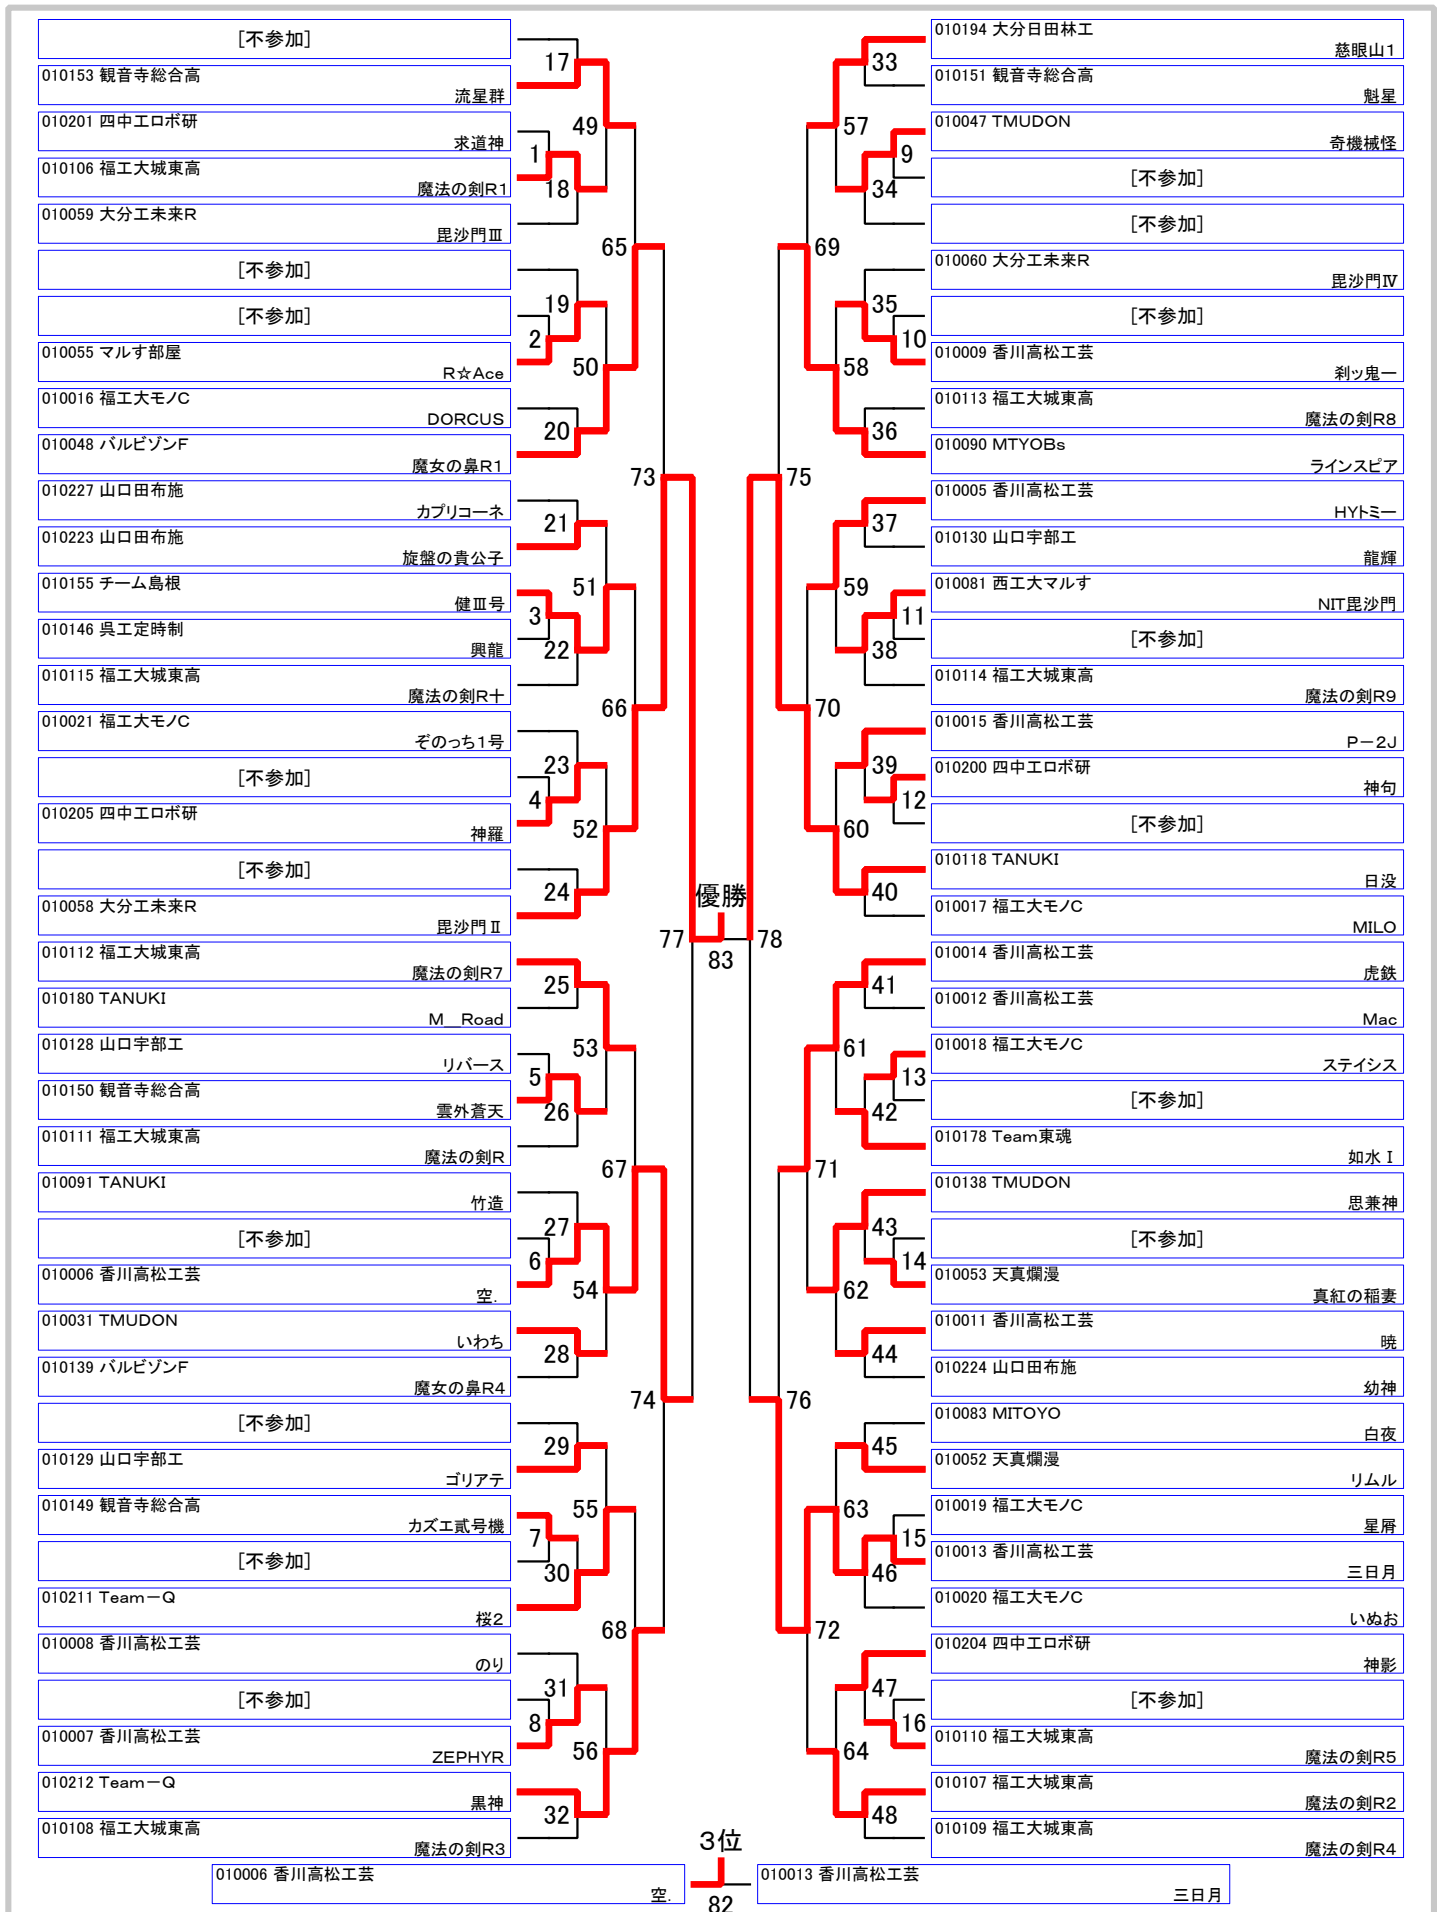 [不参加]
010153 観音寺総合高
流星群
010201 四中工ロボ研
求道神
010106 福工大城東高
魔法の剣R1
010059 大分工未来R
毘沙門Ⅲ
[不参加]
[不参加]
010055 マルす部屋
R☆Ace
010016 福工大モノC
DORCUS
010048 バルビゾンF
魔女の鼻R1
010227 山口田布施
カプリコーネ
010223 山口田布施
旋盤の貴公子
010155 チーム島根
健Ⅲ号
010146 呉工定時制
興龍
010115 福工大城東高
魔法の剣R十
010021 福工大モノC
ぞのっち1号
[不参加]
010205 四中工ロボ研
神羅
[不参加]
010058 大分工未来R
毘沙門Ⅱ
010112 福工大城東高
魔法の剣R7
010180 TANUKI
M＿Road
010128 山口宇部工
リバース
010150 観音寺総合高
雲外蒼天
010111 福工大城東高
魔法の剣R
010091 TANUKI
竹造
[不参加]
010006 香川高松工芸
空.
010031 TMUDON
いわち
010139 バルビゾンF
魔女の鼻R4
[不参加]
010129 山口宇部工
ゴリアテ
010149 観音寺総合高
カズエ貳号機
[不参加]
010211 Team－Q
桜2
010008 香川高松工芸
のり
[不参加]
010007 香川高松工芸
ZEPHYR
010212 Team－Q
黒神
010108 福工大城東高
魔法の剣R3
17
1
18
19
2
20
21
3
22
23
4
24
25
5
26
27
6
28
29
7
30
31
8
32
49
50
51
52
53
54
55
56
65
66
67
68
73
74
77
優勝
83
78
75
76
69
70
71
72
57
58
59
60
61
62
63
64
33
9
34
35
10
36
37
11
38
39
12
40
41
13
42
43
14
44
45
15
46
47
16
48
010194 大分日田林工
慈眼山1
010151 観音寺総合高
魁星
010047 TMUDON
奇機械怪
[不参加]
[不参加]
010060 大分工未来R
毘沙門Ⅳ
[不参加]
010009 香川高松工芸
刹ッ鬼一
010113 福工大城東高
魔法の剣R8
010090 MTYOBs
ラインスピア
010005 香川高松工芸
HYトミー
010130 山口宇部工
龍輝
010081 西工大マルす
NIT毘沙門
[不参加]
010114 福工大城東高
魔法の剣R9
010015 香川高松工芸
P－2J
010200 四中工ロボ研
神句
[不参加]
010118 TANUKI
日没
010017 福工大モノC
MILO
010014 香川高松工芸
虎鉄
010012 香川高松工芸
Mac
010018 福工大モノC
ステイシス
[不参加]
010178 Team東魂
如水Ⅰ
010138 TMUDON
思兼神
[不参加]
010053 天真爛漫
真紅の稲妻
010011 香川高松工芸
暁
010224 山口田布施
幼神
010083 MITOYO
白夜
010052 天真爛漫
リムル
010019 福工大モノC
星屑
010013 香川高松工芸
三日月
010020 福工大モノC
いぬお
010204 四中工ロボ研
神影
[不参加]
010110 福工大城東高
魔法の剣R5
010107 福工大城東高
魔法の剣R2
010109 福工大城東高
魔法の剣R4
3位
010006 香川高松工芸
空.
82
010013 香川高松工芸
三日月